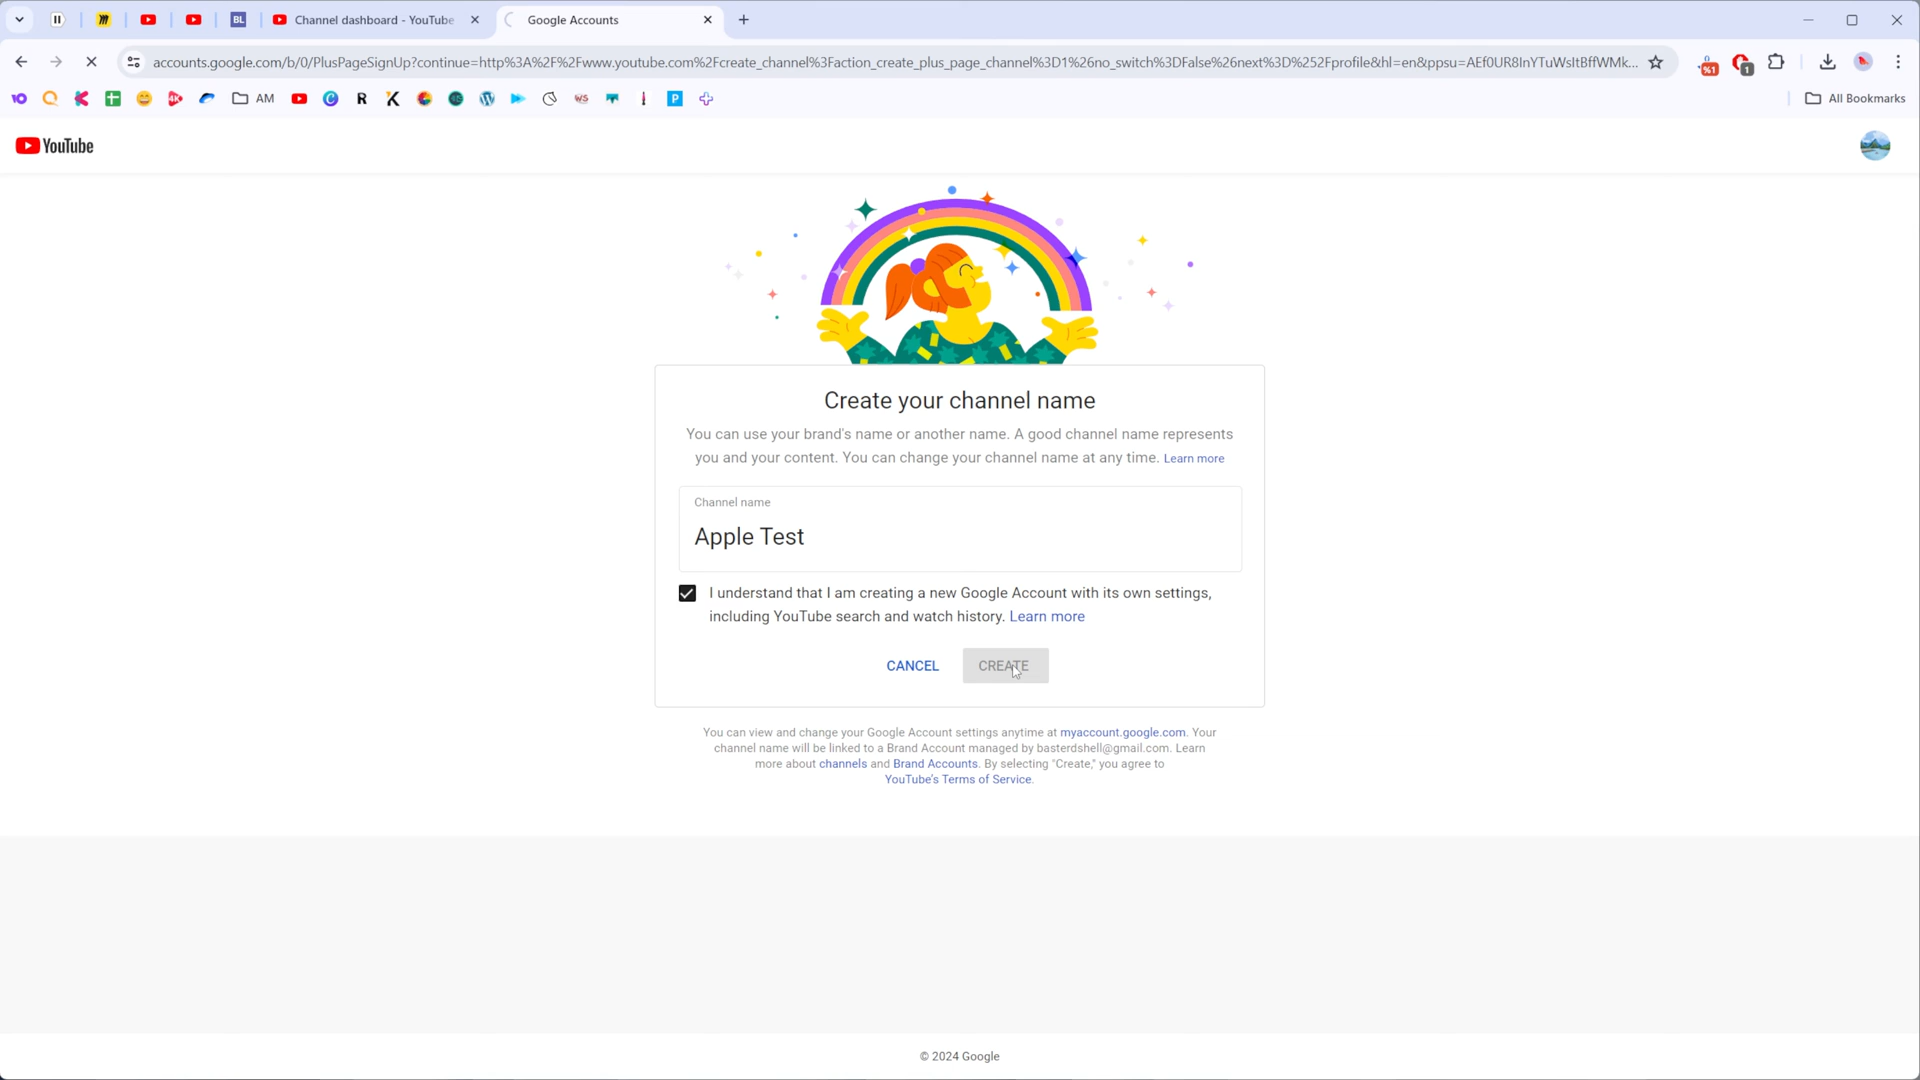 BL
Channel dashboard - YouTube
Google Accounts
accounts.google.com/b/0/PlusPageSignUp?continue=http%3A%2F%2Fwww.youtube.com%2Fcreate_channel%3Faction_create_plus_page_channel%3D1%26no_switch%3DFalse%26next%3D%252Fprofile&hl=en&ppsu=AEf0UR8InYTuWsItBffWMk...
%1
1
AM
WS
All Bookmarks
YouTube
Create your channel name
You can use your brand's name or another name. A good channel name represents
you and your content. You can change your channel name at any time. Learn more
Channel name
Apple Test
I understand that I am creating a new Google Account with its own settings,
including YouTube search and watch history. Learn more
CANCEL CREATE
You can view and change your Google Account settings anytime at myaccount.google.com. Your
channel name will be linked to a Brand Account managed by basterdshell@gmail.com. Learn
more about channels and Brand Accounts. By selecting "Create," you agree to
YouTube's Terms of Service.
© 2024 Google